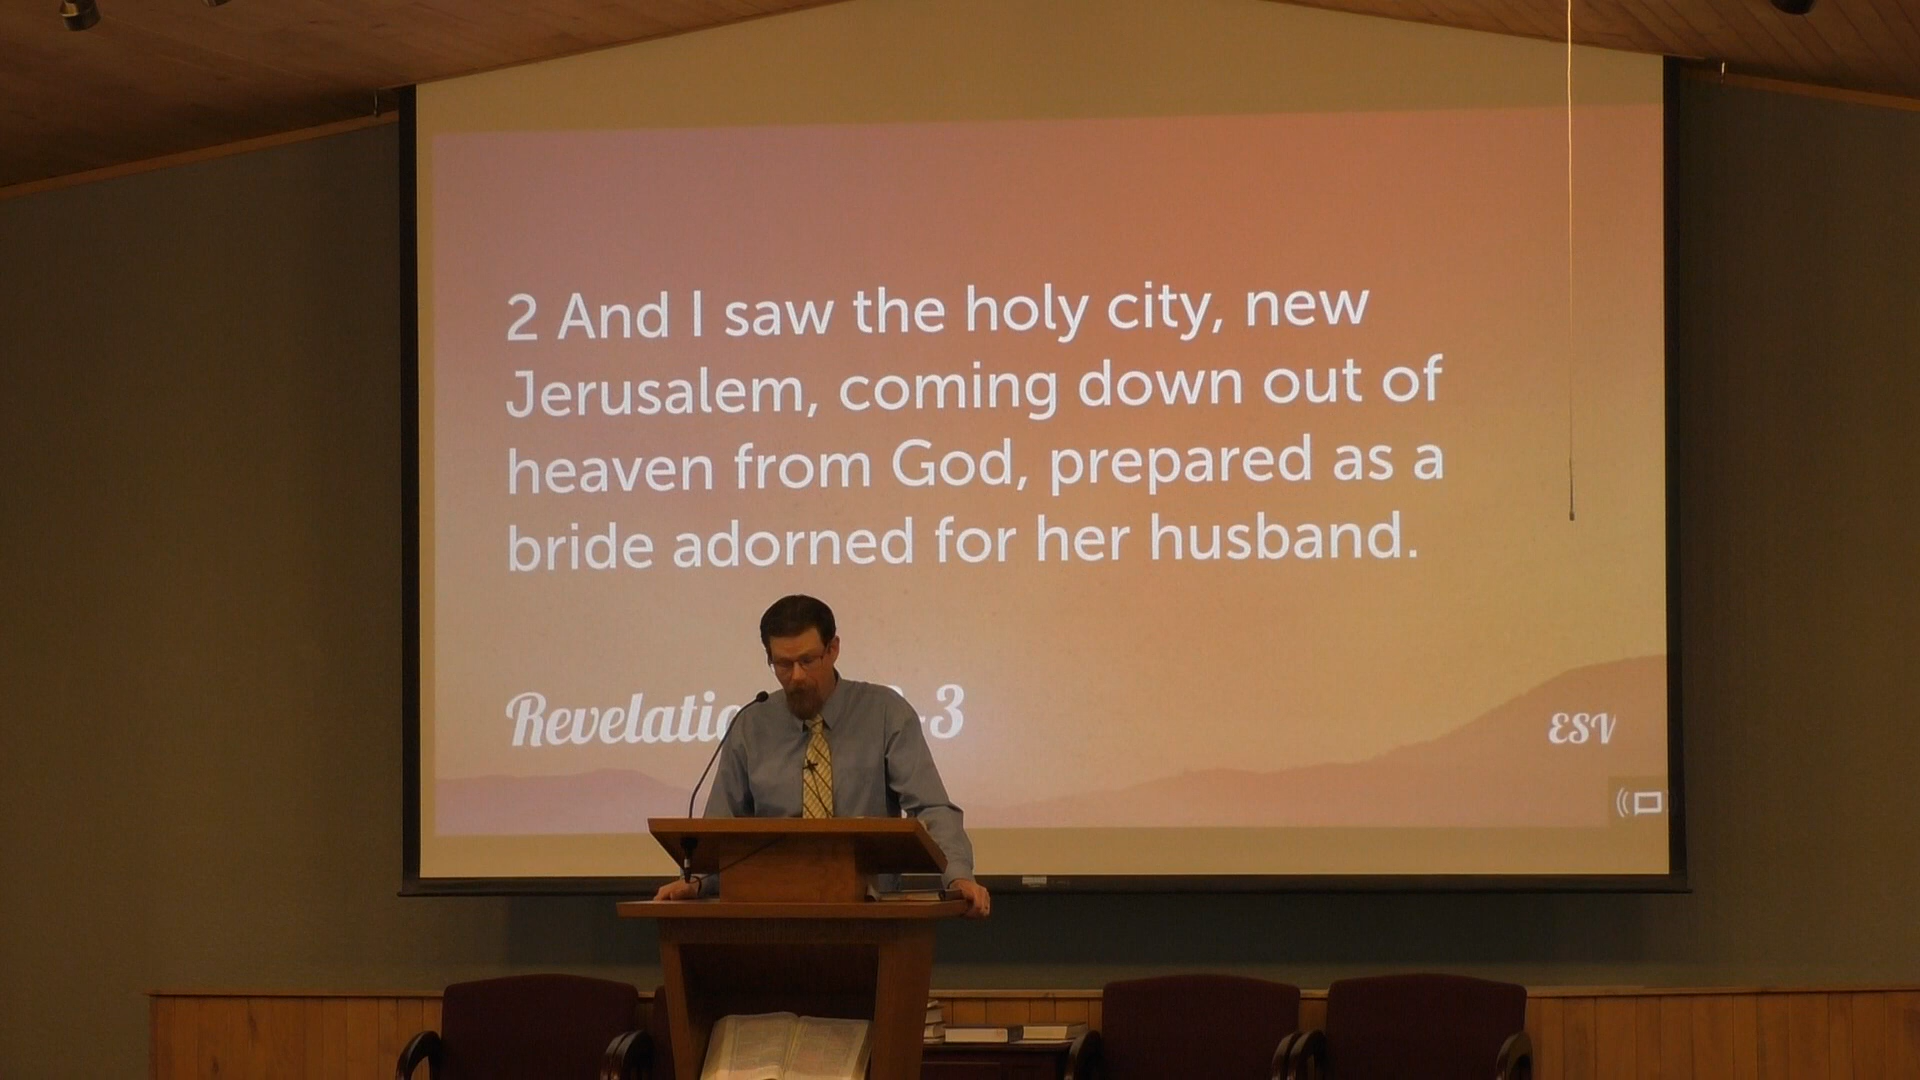 2 And I saw the holy city, new
Jerusalem, coming down out of
heaven from God, prepared as a
bride adorned for her husband.
-3
ESV